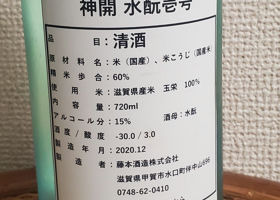 神開 水酛壱号
品 目：清酒
原 材 料 名：米（国産）、米こうじ（国産米）
精 米 歩 合：60%
使 用 米：滋賀県産米 玉栄 100%
内 容 量：720ml
アルコール分：15% 酒母：水酛
酒 度 / 酸 度：-30.0 / 3.0
製 造 年 月：2020.12
製 造 者：藤本酒造株式会社
滋賀県甲賀市水口町伴中山696
0748-62-0410